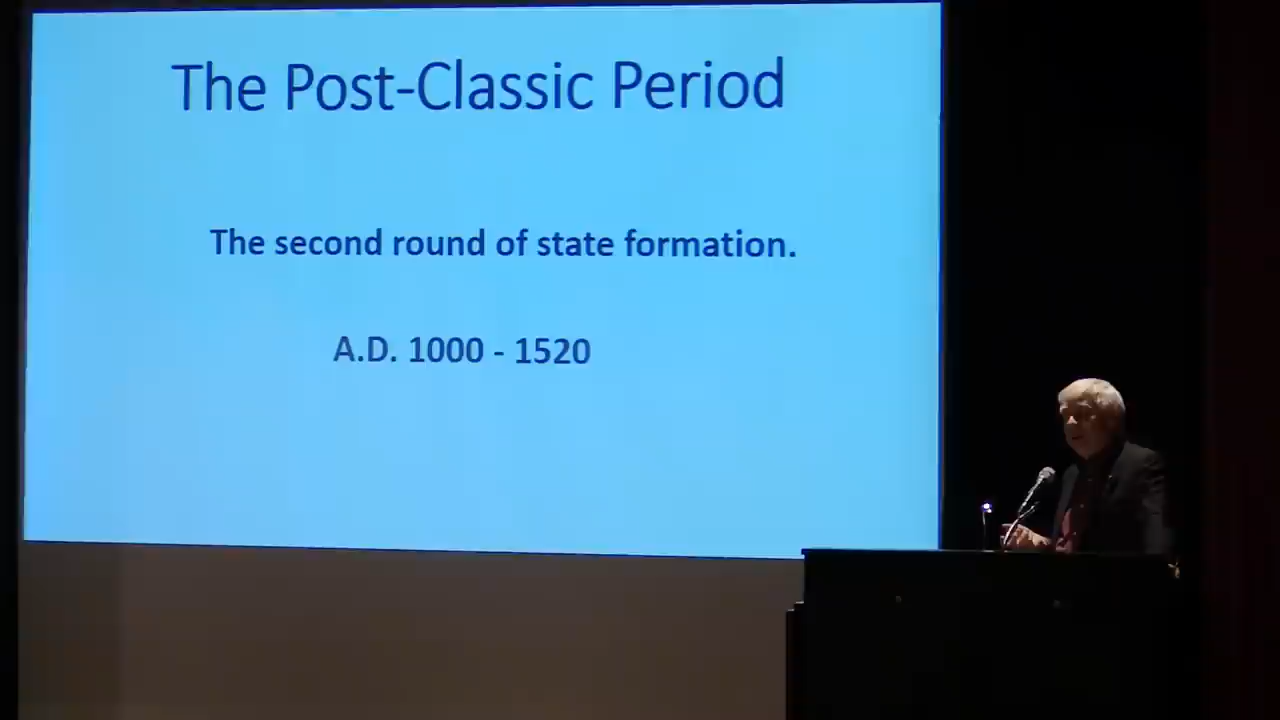 The Post-Classic Period
The second round of state formation.
A.D. 1000 - 1520